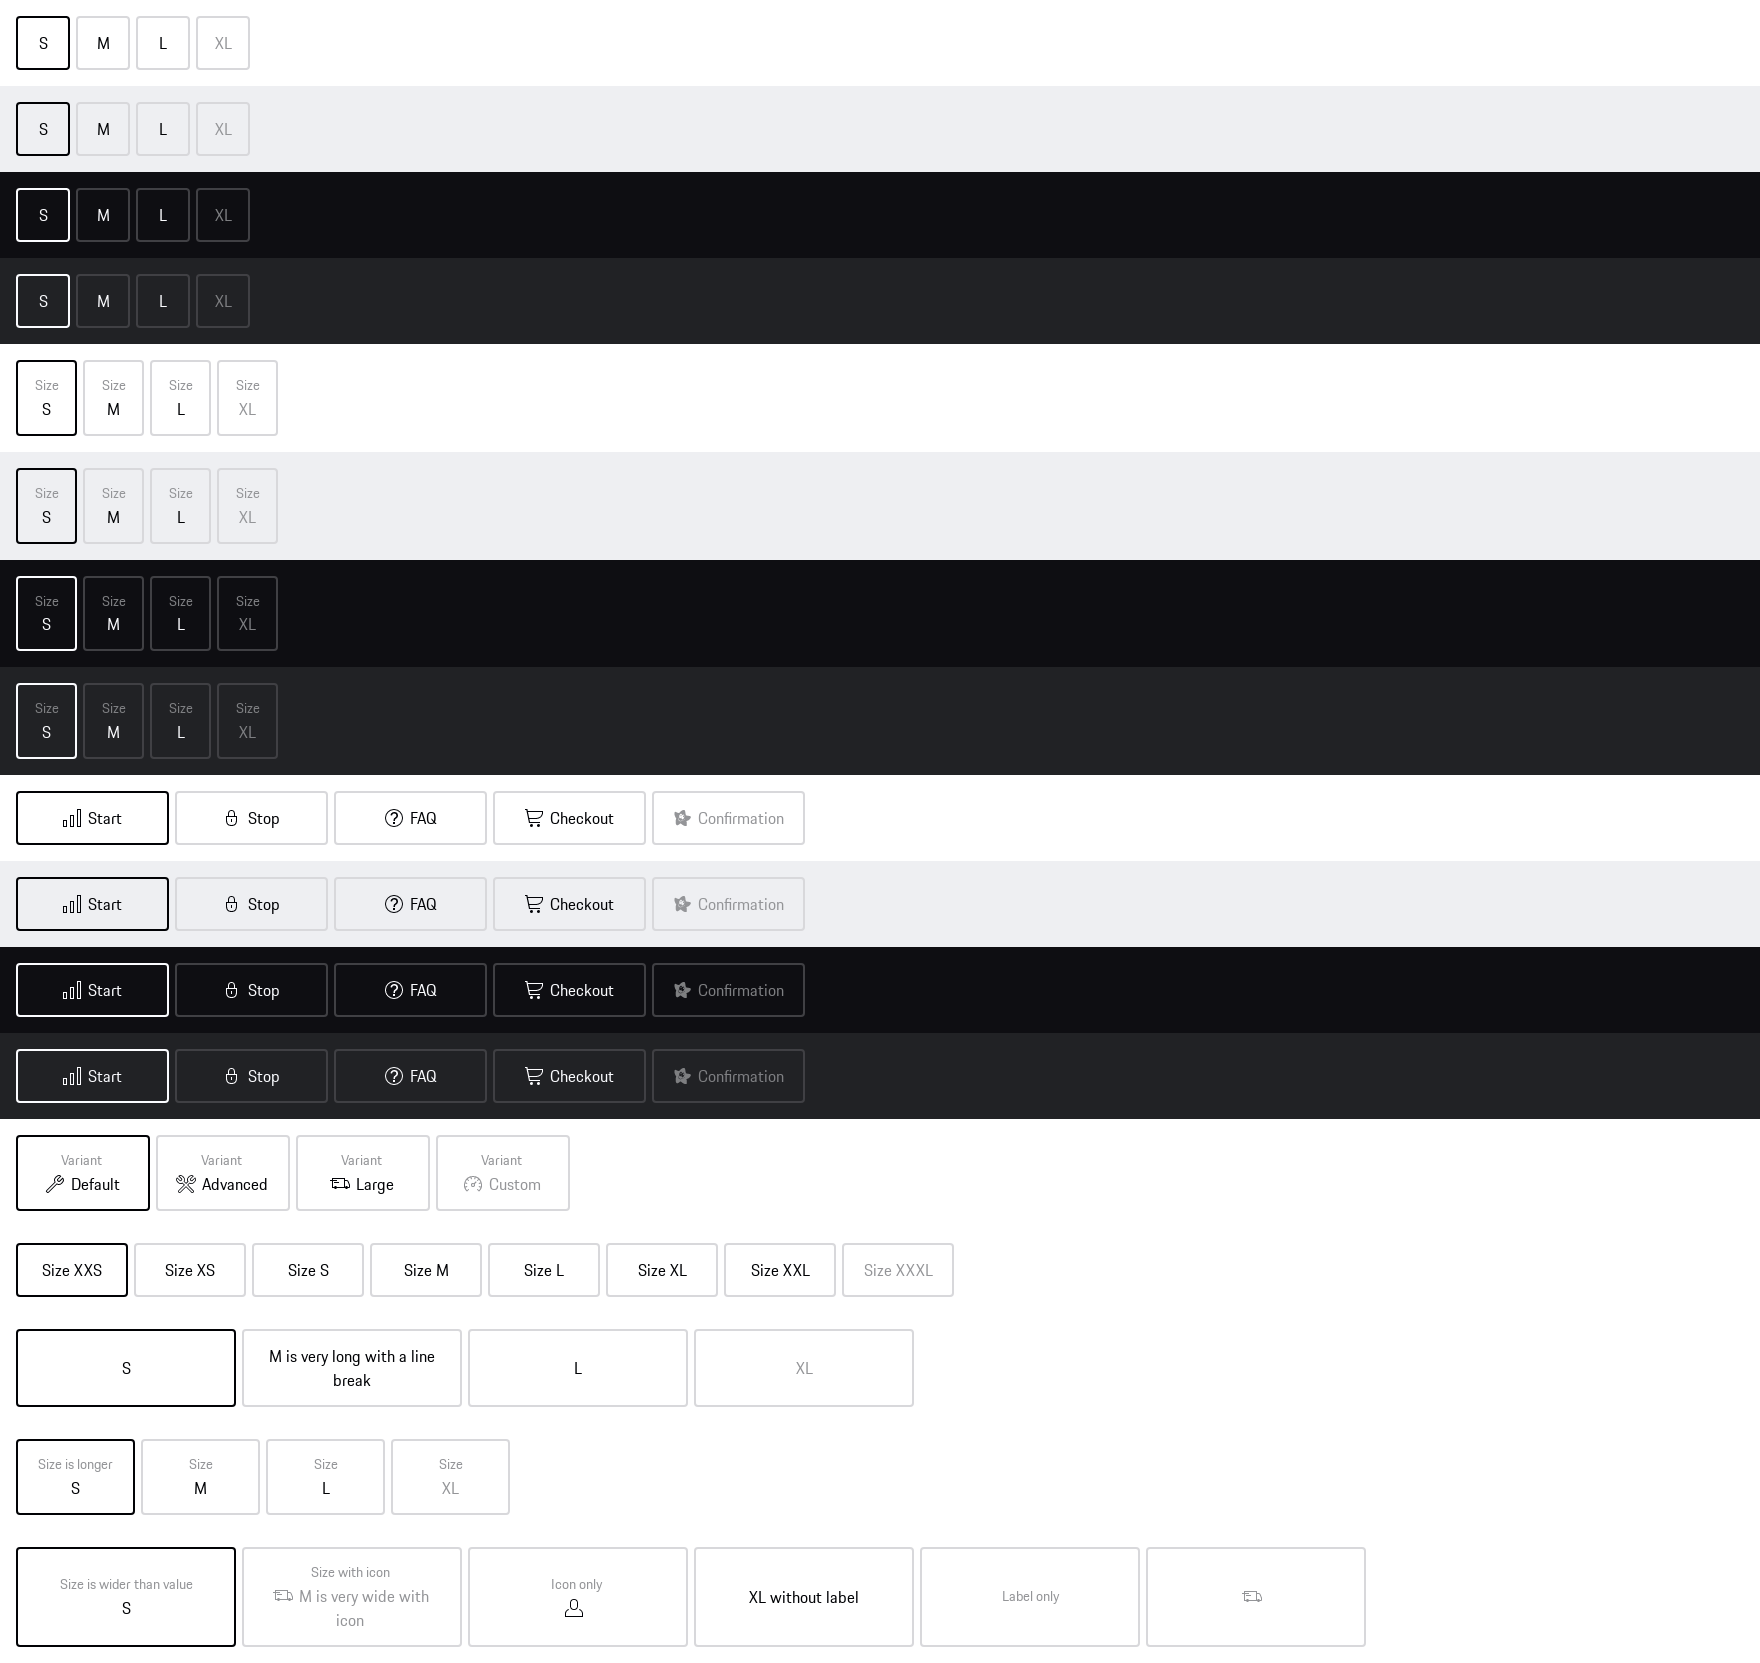 S M L XL
S M L XL
S M L XL
S M L XL
Size Size Size Size
S M L XL
Size Size Size Size
S M L XL
Size Size Size Size
S M L XL
Size Size Size Size
S M L XL
Start Stop FAQ Checkout Confirmation
Start Stop FAQ Checkout Confirmation
Start Stop FAQ Checkout Confirmation
Start Stop FAQ Checkout Confirmation
Variant Variant Variant Variant
Default Advanced Large Custom
Size XXS Size XS Size S Size M Size L Size XL Size XXL Size XXXL
S
M is very long with a line
break
L
XL
Size is longer Size Size Size
S M L XL
Size is wider than value
S
Size with icon
M is very wide with
icon
Icon only
XL without label
Label only